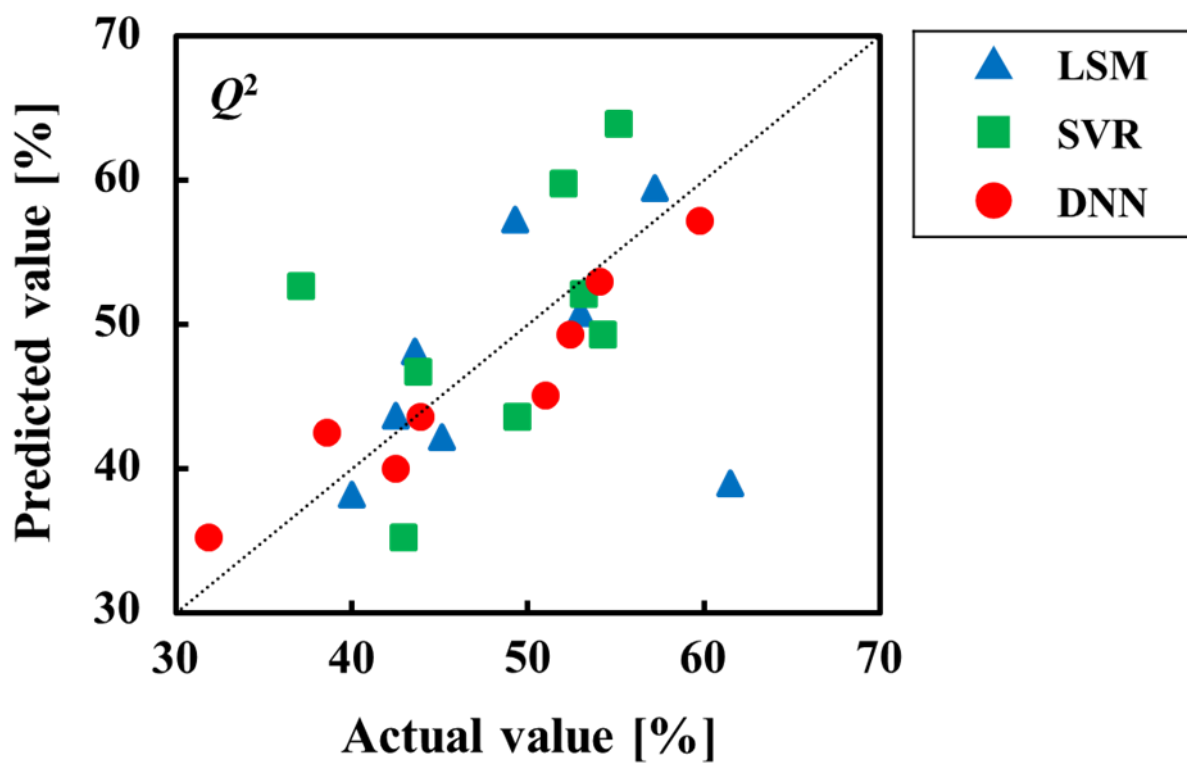 70
Q²
LSM
SVR
DNN
60
50
40
30
Predicted value [%]
30 40 50 60 70
Actual value [%]